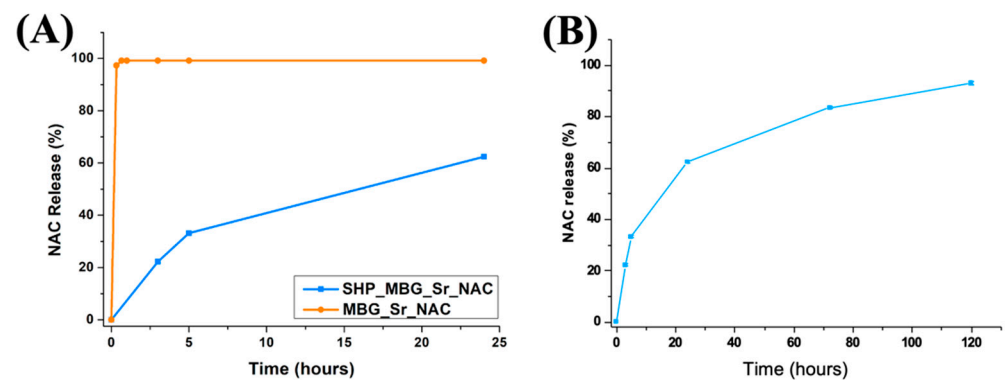 (A)
NAC Release (%)
100
80
60
40
20
0
0 5 10 15 20 25
Time (hours)
SHP_MBG_Sr_NAC
MBG_Sr_NAC
(B)
NAC release (%)
100
80
60
40
20
0
0 20 40 60 80 100 120
Time (hours)